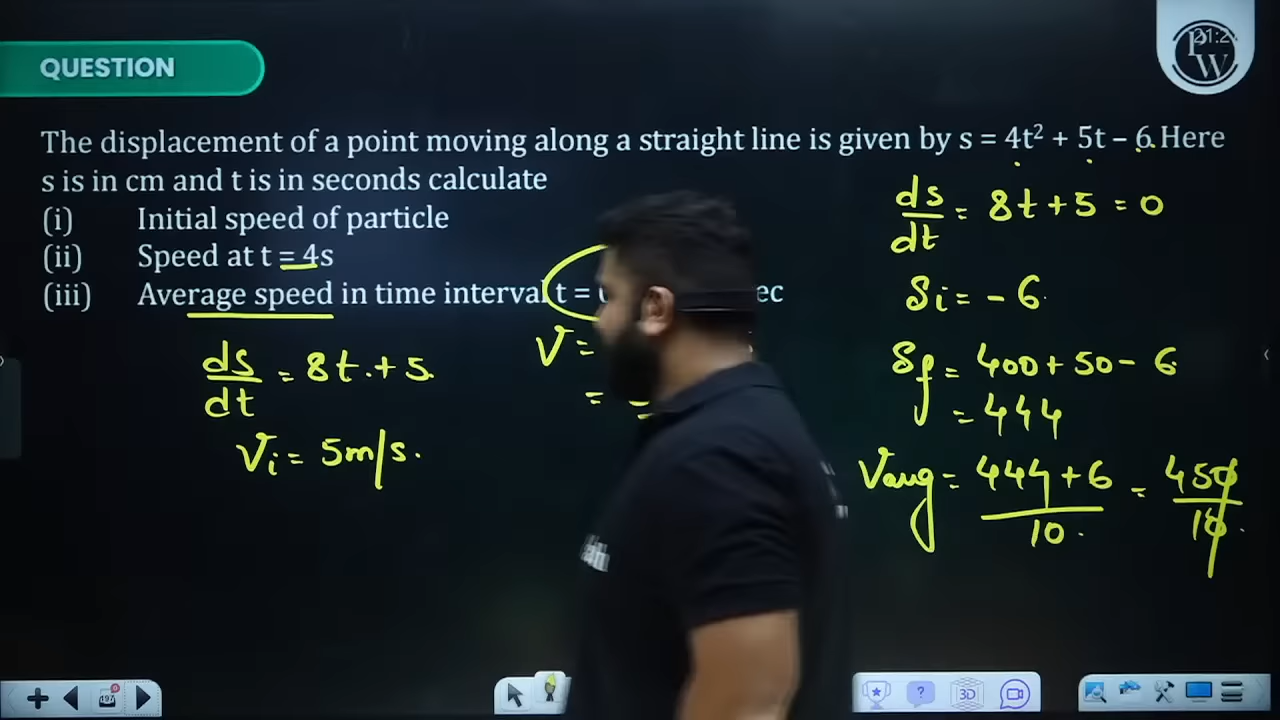 QUESTION
PW
The displacement of a point moving along a straight line is given by s = 4t² + 5t – 6. Here
s is in cm and t is in seconds calculate
(i) Initial speed of particle
(ii) Speed at t = 4s
(iii) Average speed in time interval t = ec
ds/dt = 8t + 5
Vi = 5m/s.
V =
=
ds/dt = 8t + 5 = 0
Si = - 6
Sf = 400 + 50 - 6
= 444
Vavg = 444 + 6 / 10 = 450 / 10
497
3D